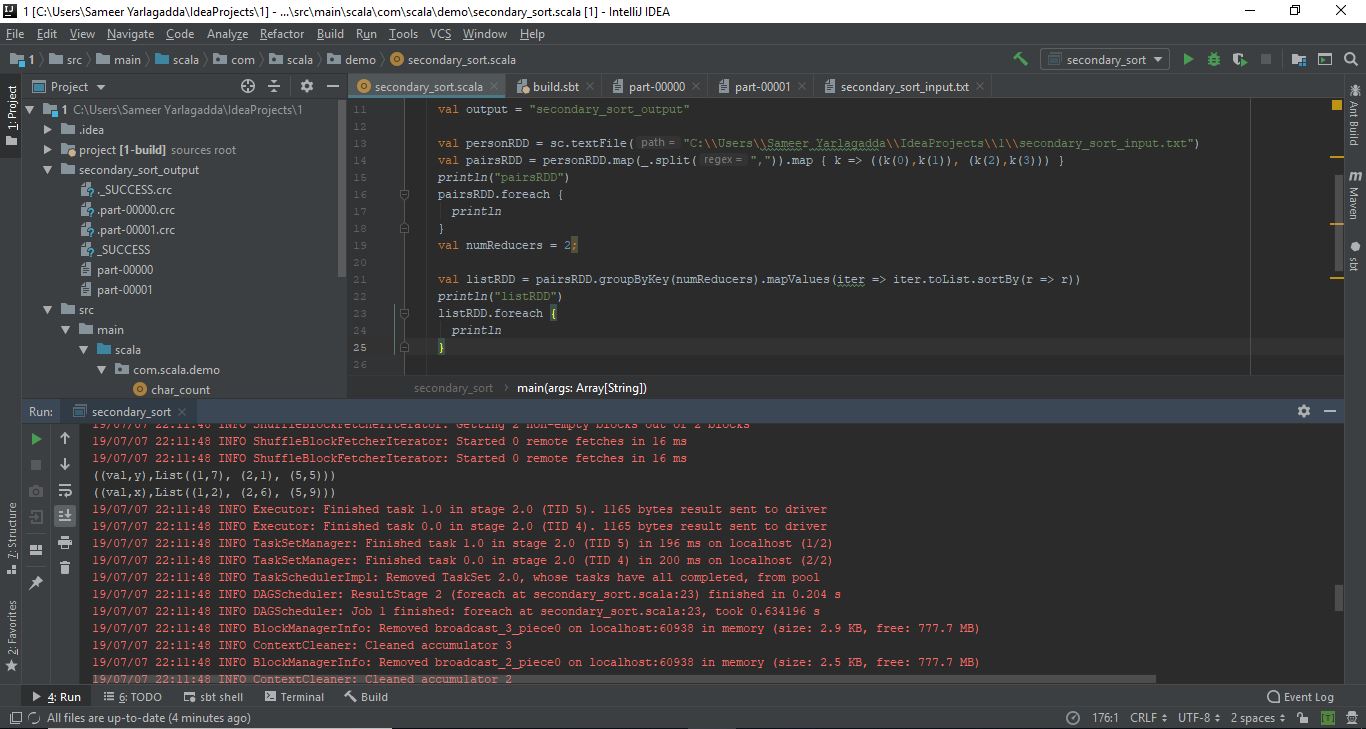 1 [C:\Users\Sameer Yarlagadda\IdeaProjects\1] - ...\src\main\scala\com\scala\demo\secondary_sort.scala [1] - IntelliJ IDEA
File Edit View Navigate Code Analyze Refactor Build Run Tools VCS Window Help
1 src main scala com scala demo secondary_sort.scala
secondary_sort
Project
secondary_sort.scala build.sbt part-00000 part-00001 secondary_sort_input.txt
1: Project
1 C:\Users\Sameer Yarlagadda\IdeaProjects\1
.idea
project [1-build] sources root
secondary_sort_output
._SUCCESS.crc
.part-00000.crc
.part-00001.crc
_SUCCESS
part-00000
part-00001
src
main
scala
com.scala.demo
char_count
11 val output = "secondary_sort_output"
12
13 val personRDD = sc.textFile( path = "C:\\Users\\Sameer Yarlagadda\\IdeaProjects\\1\\secondary_sort_input.txt")
14 val pairsRDD = personRDD.map(_.split( regex = ",")).map { k => ((k(0),k(1)), (k(2),k(3))) }
15 println("pairsRDD")
16 pairsRDD.foreach {
17 println
18 }
19 val numReducers = 2;
20
21 val listRDD = pairsRDD.groupByKey(numReducers).mapValues(iter => iter.toList.sortBy(r => r))
22 println("listRDD")
23 listRDD.foreach {
24 println
25 }
26
secondary_sort main(args: Array[String])
Ant Build
Maven
sbt
Run: secondary_sort
19/07/07 22:11:48 INFO ShuffleBlockFetcherIterator: Getting 2 non-empty blocks out of 2 blocks
19/07/07 22:11:48 INFO ShuffleBlockFetcherIterator: Started 0 remote fetches in 16 ms
19/07/07 22:11:48 INFO ShuffleBlockFetcherIterator: Started 0 remote fetches in 16 ms
((val,y),List((1,7), (2,1), (5,5)))
((val,x),List((1,2), (2,6), (5,9)))
19/07/07 22:11:48 INFO Executor: Finished task 1.0 in stage 2.0 (TID 5). 1165 bytes result sent to driver
19/07/07 22:11:48 INFO Executor: Finished task 0.0 in stage 2.0 (TID 4). 1165 bytes result sent to driver
19/07/07 22:11:48 INFO TaskSetManager: Finished task 1.0 in stage 2.0 (TID 5) in 196 ms on localhost (1/2)
19/07/07 22:11:48 INFO TaskSetManager: Finished task 0.0 in stage 2.0 (TID 4) in 200 ms on localhost (2/2)
19/07/07 22:11:48 INFO TaskSchedulerImpl: Removed TaskSet 2.0, whose tasks have all completed, from pool
19/07/07 22:11:48 INFO DAGScheduler: ResultStage 2 (foreach at secondary_sort.scala:23) finished in 0.204 s
19/07/07 22:11:48 INFO DAGScheduler: Job 1 finished: foreach at secondary_sort.scala:23, took 0.634196 s
19/07/07 22:11:48 INFO BlockManagerInfo: Removed broadcast_3_piece0 on localhost:60938 in memory (size: 2.9 KB, free: 777.7 MB)
19/07/07 22:11:48 INFO ContextCleaner: Cleaned accumulator 3
19/07/07 22:11:48 INFO BlockManagerInfo: Removed broadcast_2_piece0 on localhost:60938 in memory (size: 2.5 KB, free: 777.7 MB)
19/07/07 22:11:48 INFO ContextCleaner: Cleaned accumulator 2
7: Structure
2: Favorites
4: Run 6: TODO sbt shell Terminal Build Event Log
All files are up-to-date (4 minutes ago) 176:1 CRLF UTF-8 2 spaces